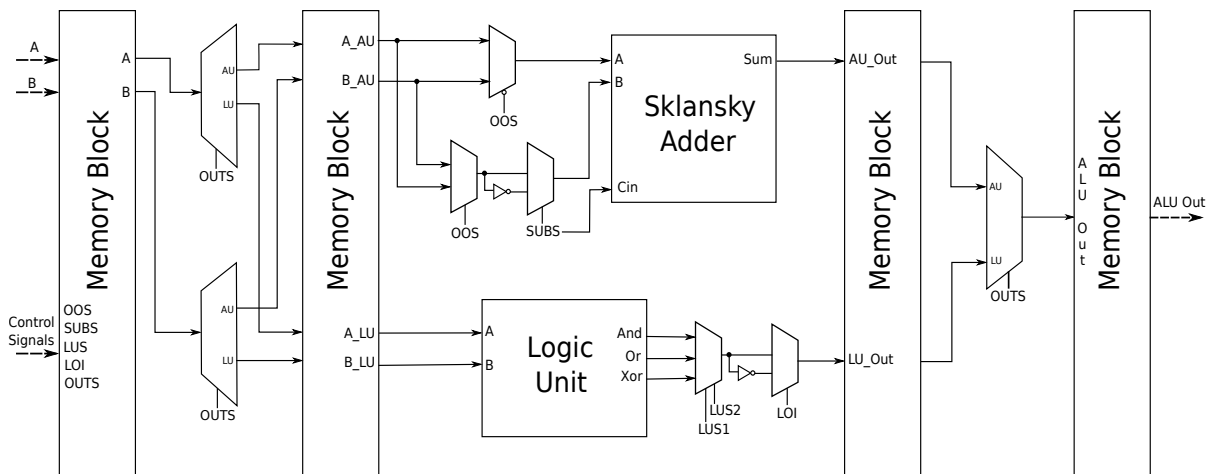 A
B
Control
Signals
A
B
Memory Block
OOS
SUBS
LUS
LOI
OUTS
AU
LU
OUTS
AU
LU
OUTS
Memory Block
A_AU
B_AU
A_LU
B_LU
OOS
OOS
SUBS
A
B
Cin
Sum
Sklansky
Adder
A
B
Logic
Unit
And
Or
Xor
LUS2
LUS1
LOI
AU_Out
Memory Block
LU_Out
AU
LU
OUTS
ALU Out
Memory Block
ALU Out